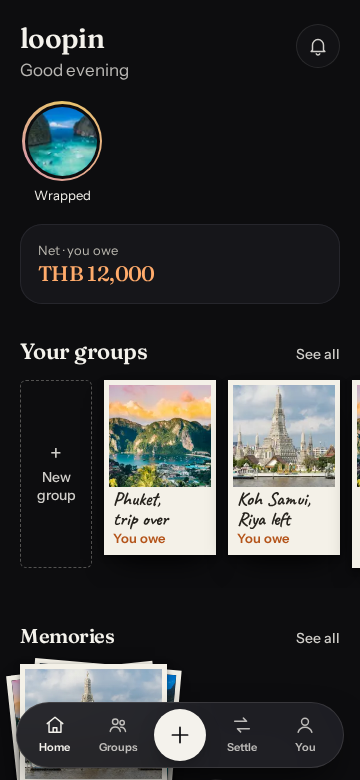 loopin
Good evening
Wrapped
Net · you owe
THB 12,000
Your groups
See all
+
New
group
Phuket,
trip over
You owe
Koh Samui,
Riya left
You owe
Memories
See all
Home
Groups
+
Settle
You